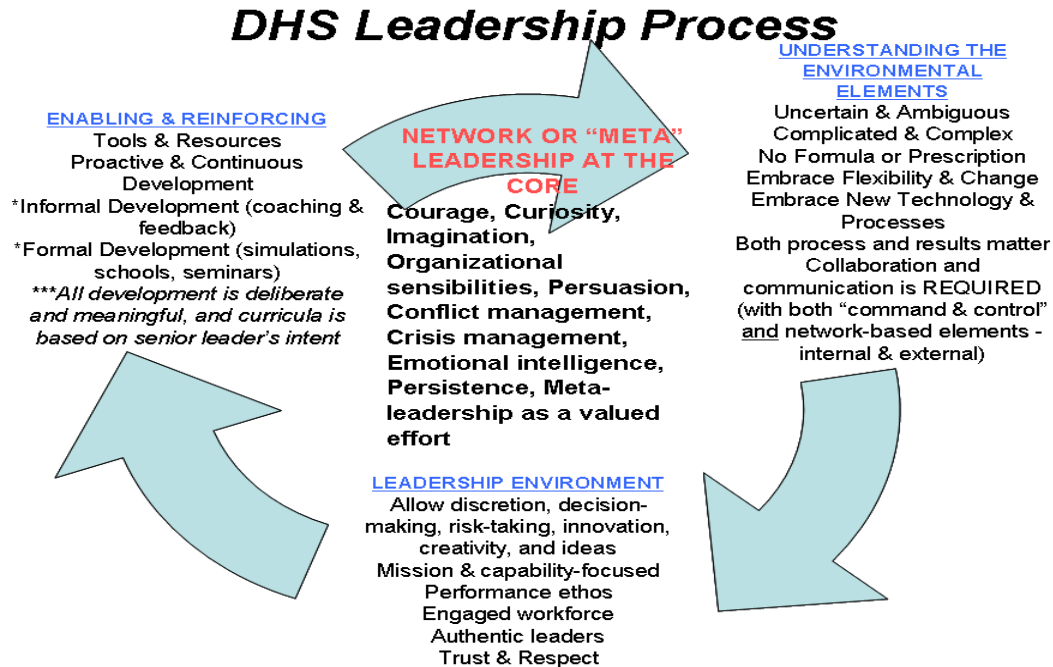 DHS Leadership Process
ENABLING & REINFORCING
Tools & Resources
Proactive & Continuous
Development
*Informal Development (coaching &
feedback)
*Formal Development (simulations,
schools, seminars)
***All development is deliberate
and meaningful, and curricula is
based on senior leader's intent
NETWORK OR “META”
LEADERSHIP AT THE
CORE
Courage, Curiosity,
Imagination,
Organizational
sensibilities, Persuasion,
Conflict management,
Crisis management,
Emotional intelligence,
Persistence, Meta-
leadership as a valued
effort
UNDERSTANDING THE
ENVIRONMENTAL
ELEMENTS
Uncertain & Ambiguous
Complicated & Complex
No Formula or Prescription
Embrace Flexibility & Change
Embrace New Technology &
Processes
Both process and results matter
Collaboration and
communication is REQUIRED
(with both “command & control”
and network-based elements -
internal & external)
LEADERSHIP ENVIRONMENT
Allow discretion, decision-
making, risk-taking, innovation,
creativity, and ideas
Mission & capability-focused
Performance ethos
Engaged workforce
Authentic leaders
Trust & Respect